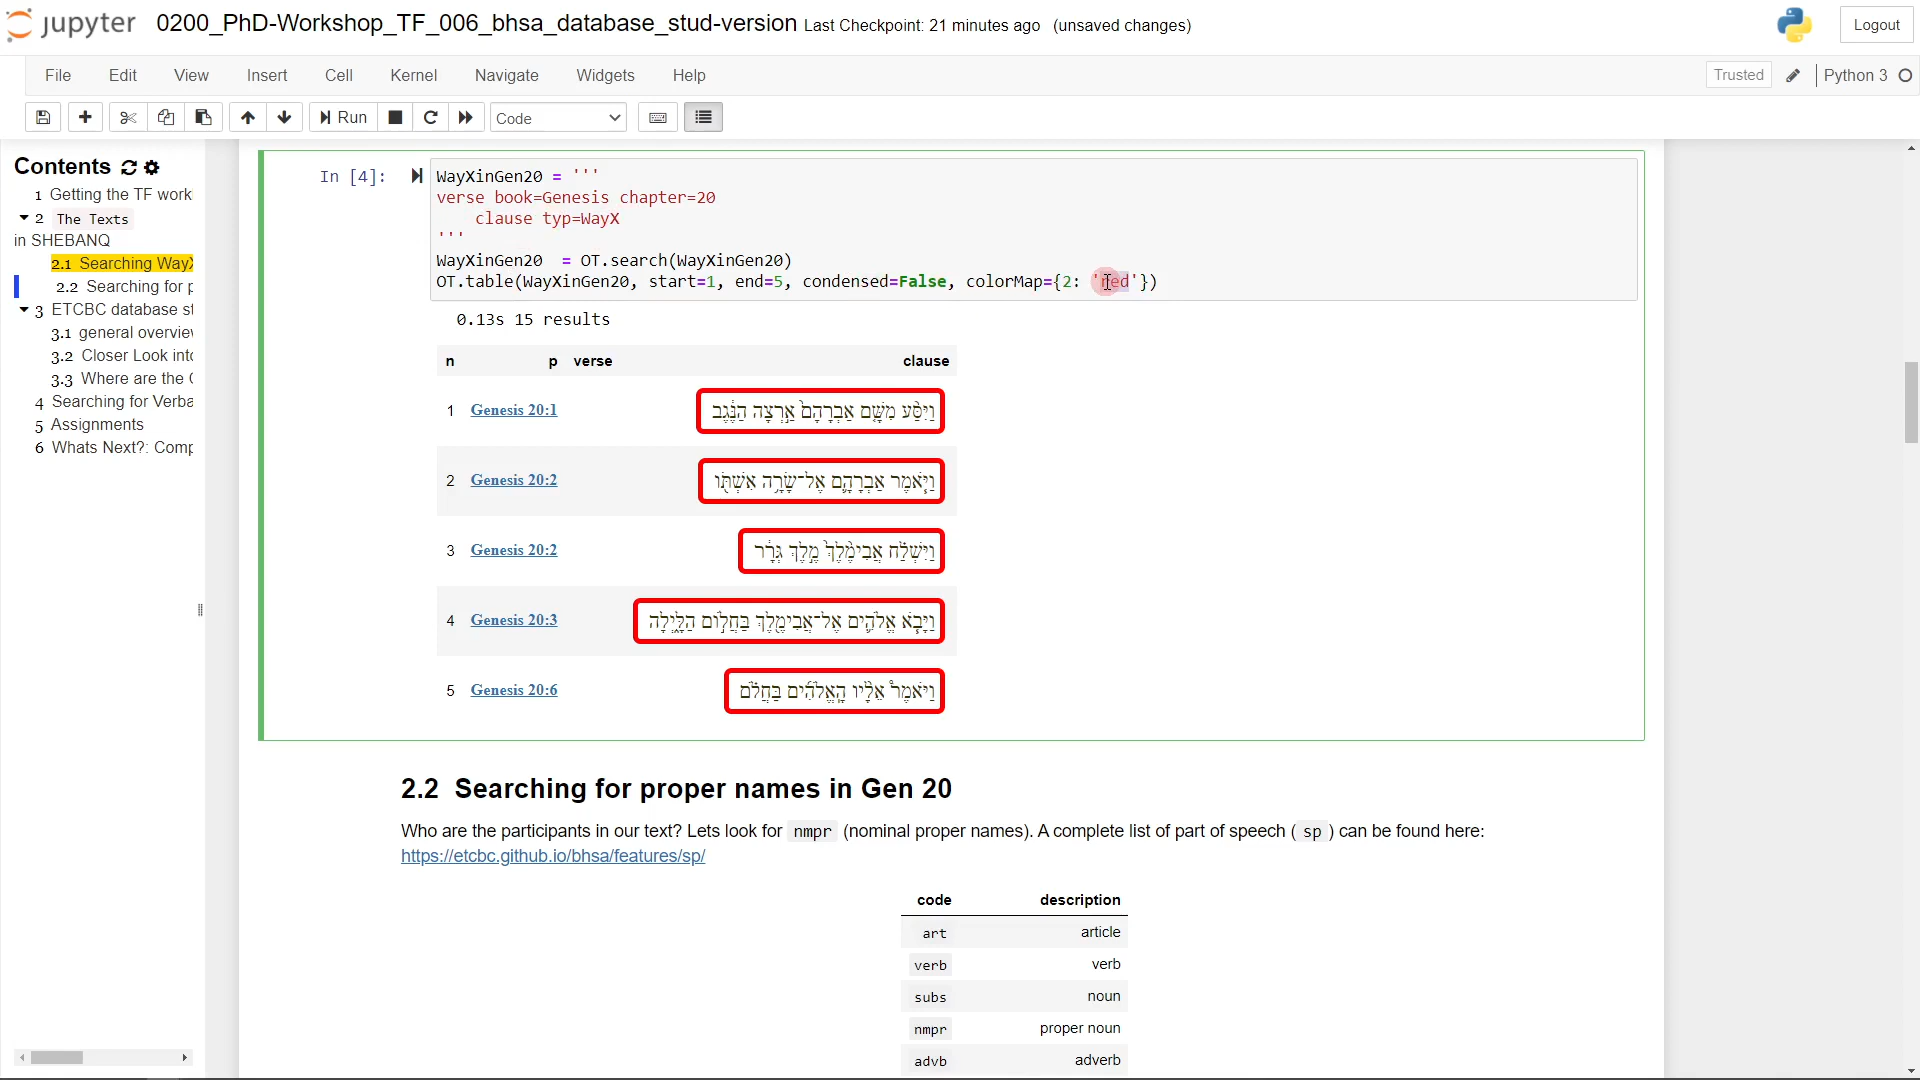 jupyter 0200_PhD-Workshop_TF_006_bhsa_database_stud-version Last Checkpoint: 21 minutes ago (unsaved changes) Logout
File Edit View Insert Cell Kernel Navigate Widgets Help Trusted Python 3
Run Code
Contents
1 Getting the TF work
2 The Texts
in SHEBANQ
2.1 Searching WayX
2.2 Searching for p
3 ETCBC database st
3.1 general overview
3.2 Closer Look into
3.3 Where are the C
4 Searching for Verba
5 Assignments
6 Whats Next?: Comp
In [4]:
WayXinGen20 = '''
verse book=Genesis chapter=20
clause typ=WayX
'''
WayXinGen20 = OT.search(WayXinGen20)
OT.table(WayXinGen20, start=1, end=5, condensed=False, colorMap={2: 'red'})
0.13s 15 results
n p verse clause
1 Genesis 20:1 וַיִּסַּ֨ע מִשָּׁ֤ם אַבְרָהָם֙ אַ֣רְצָה הַנֶּ֔גֶב
2 Genesis 20:2 וַיֹּ֧אמֶר אַבְרָהָ֛ם אֶל־שָׂרָ֥ה אִשְׁתֹּ֖ו
3 Genesis 20:2 וַיִּשְׁלַ֗ח אֲבִימֶ֙לֶךְ֙ מֶ֣לֶךְ גְּרָ֔ר
4 Genesis 20:3 וַיָּבֹ֧א אֱלֹהִ֛ים אֶל־אֲבִימֶ֖לֶךְ בַּחֲלֹ֣ום הַלָּ֑יְלָה
5 Genesis 20:6 וַיֹּאמֶר֩ אֵלָ֨יו הָֽאֱלֹהִ֜ים בַּחֲלֹ֗ם
2.2 Searching for proper names in Gen 20
Who are the participants in our text? Lets look for nmpr (nominal proper names). A complete list of part of speech ( sp ) can be found here:
https://etcbc.github.io/bhsa/features/sp/
code description
art article
verb verb
subs noun
nmpr proper noun
advb adverb